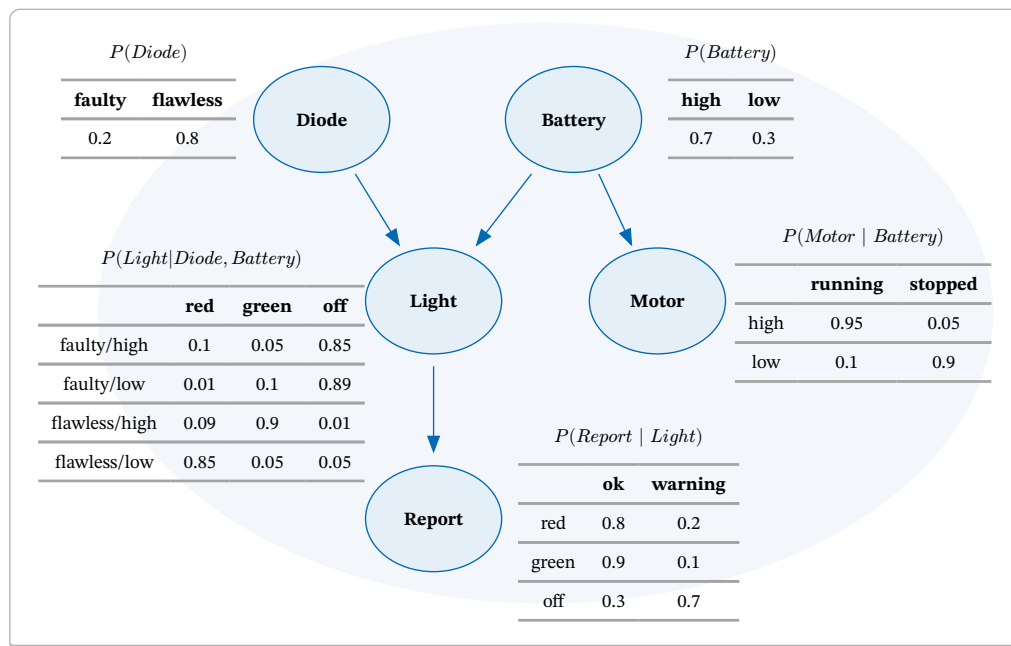 P(Diode)
faulty flawless
0.2 0.8
Diode
Battery
P(Battery)
high low
0.7 0.3
P(Light|Diode, Battery)
red green off
faulty/high 0.1 0.05 0.85
faulty/low 0.01 0.1 0.89
flawless/high 0.09 0.9 0.01
flawless/low 0.85 0.05 0.05
Light
Motor
P(Motor | Battery)
running stopped
high 0.95 0.05
low 0.1 0.9
Report
P(Report | Light)
ok warning
red 0.8 0.2
green 0.9 0.1
off 0.3 0.7